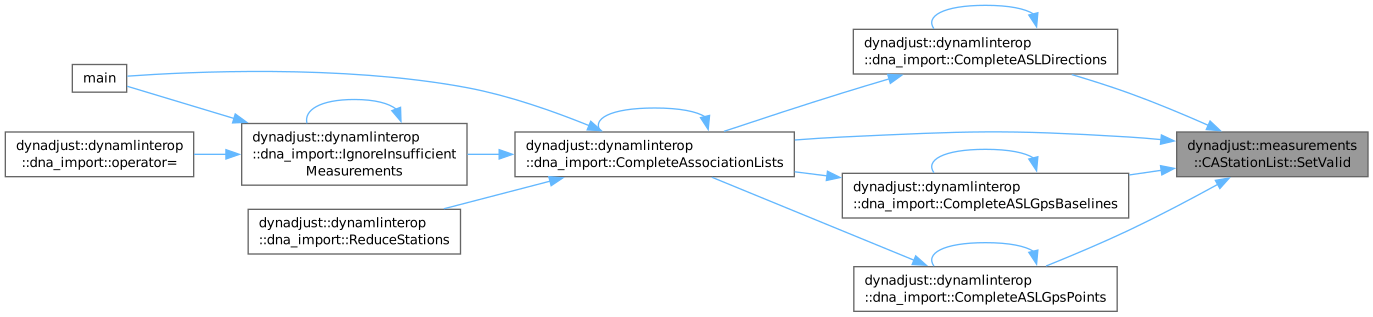 main
dynadjust::dynamlinterop
::dna_import::operator=
dynadjust::dynamlinterop
::dna_import::IgnoreInsufficient
Measurements
dynadjust::dynamlinterop
::dna_import::ReduceStations
dynadjust::dynamlinterop
::dna_import::CompleteAssociationLists
dynadjust::dynamlinterop
::dna_import::CompleteASLDirections
dynadjust::dynamlinterop
::dna_import::CompleteASLGpsBaselines
dynadjust::dynamlinterop
::dna_import::CompleteASLGpsPoints
dynadjust::measurements
::CAStationList::SetValid